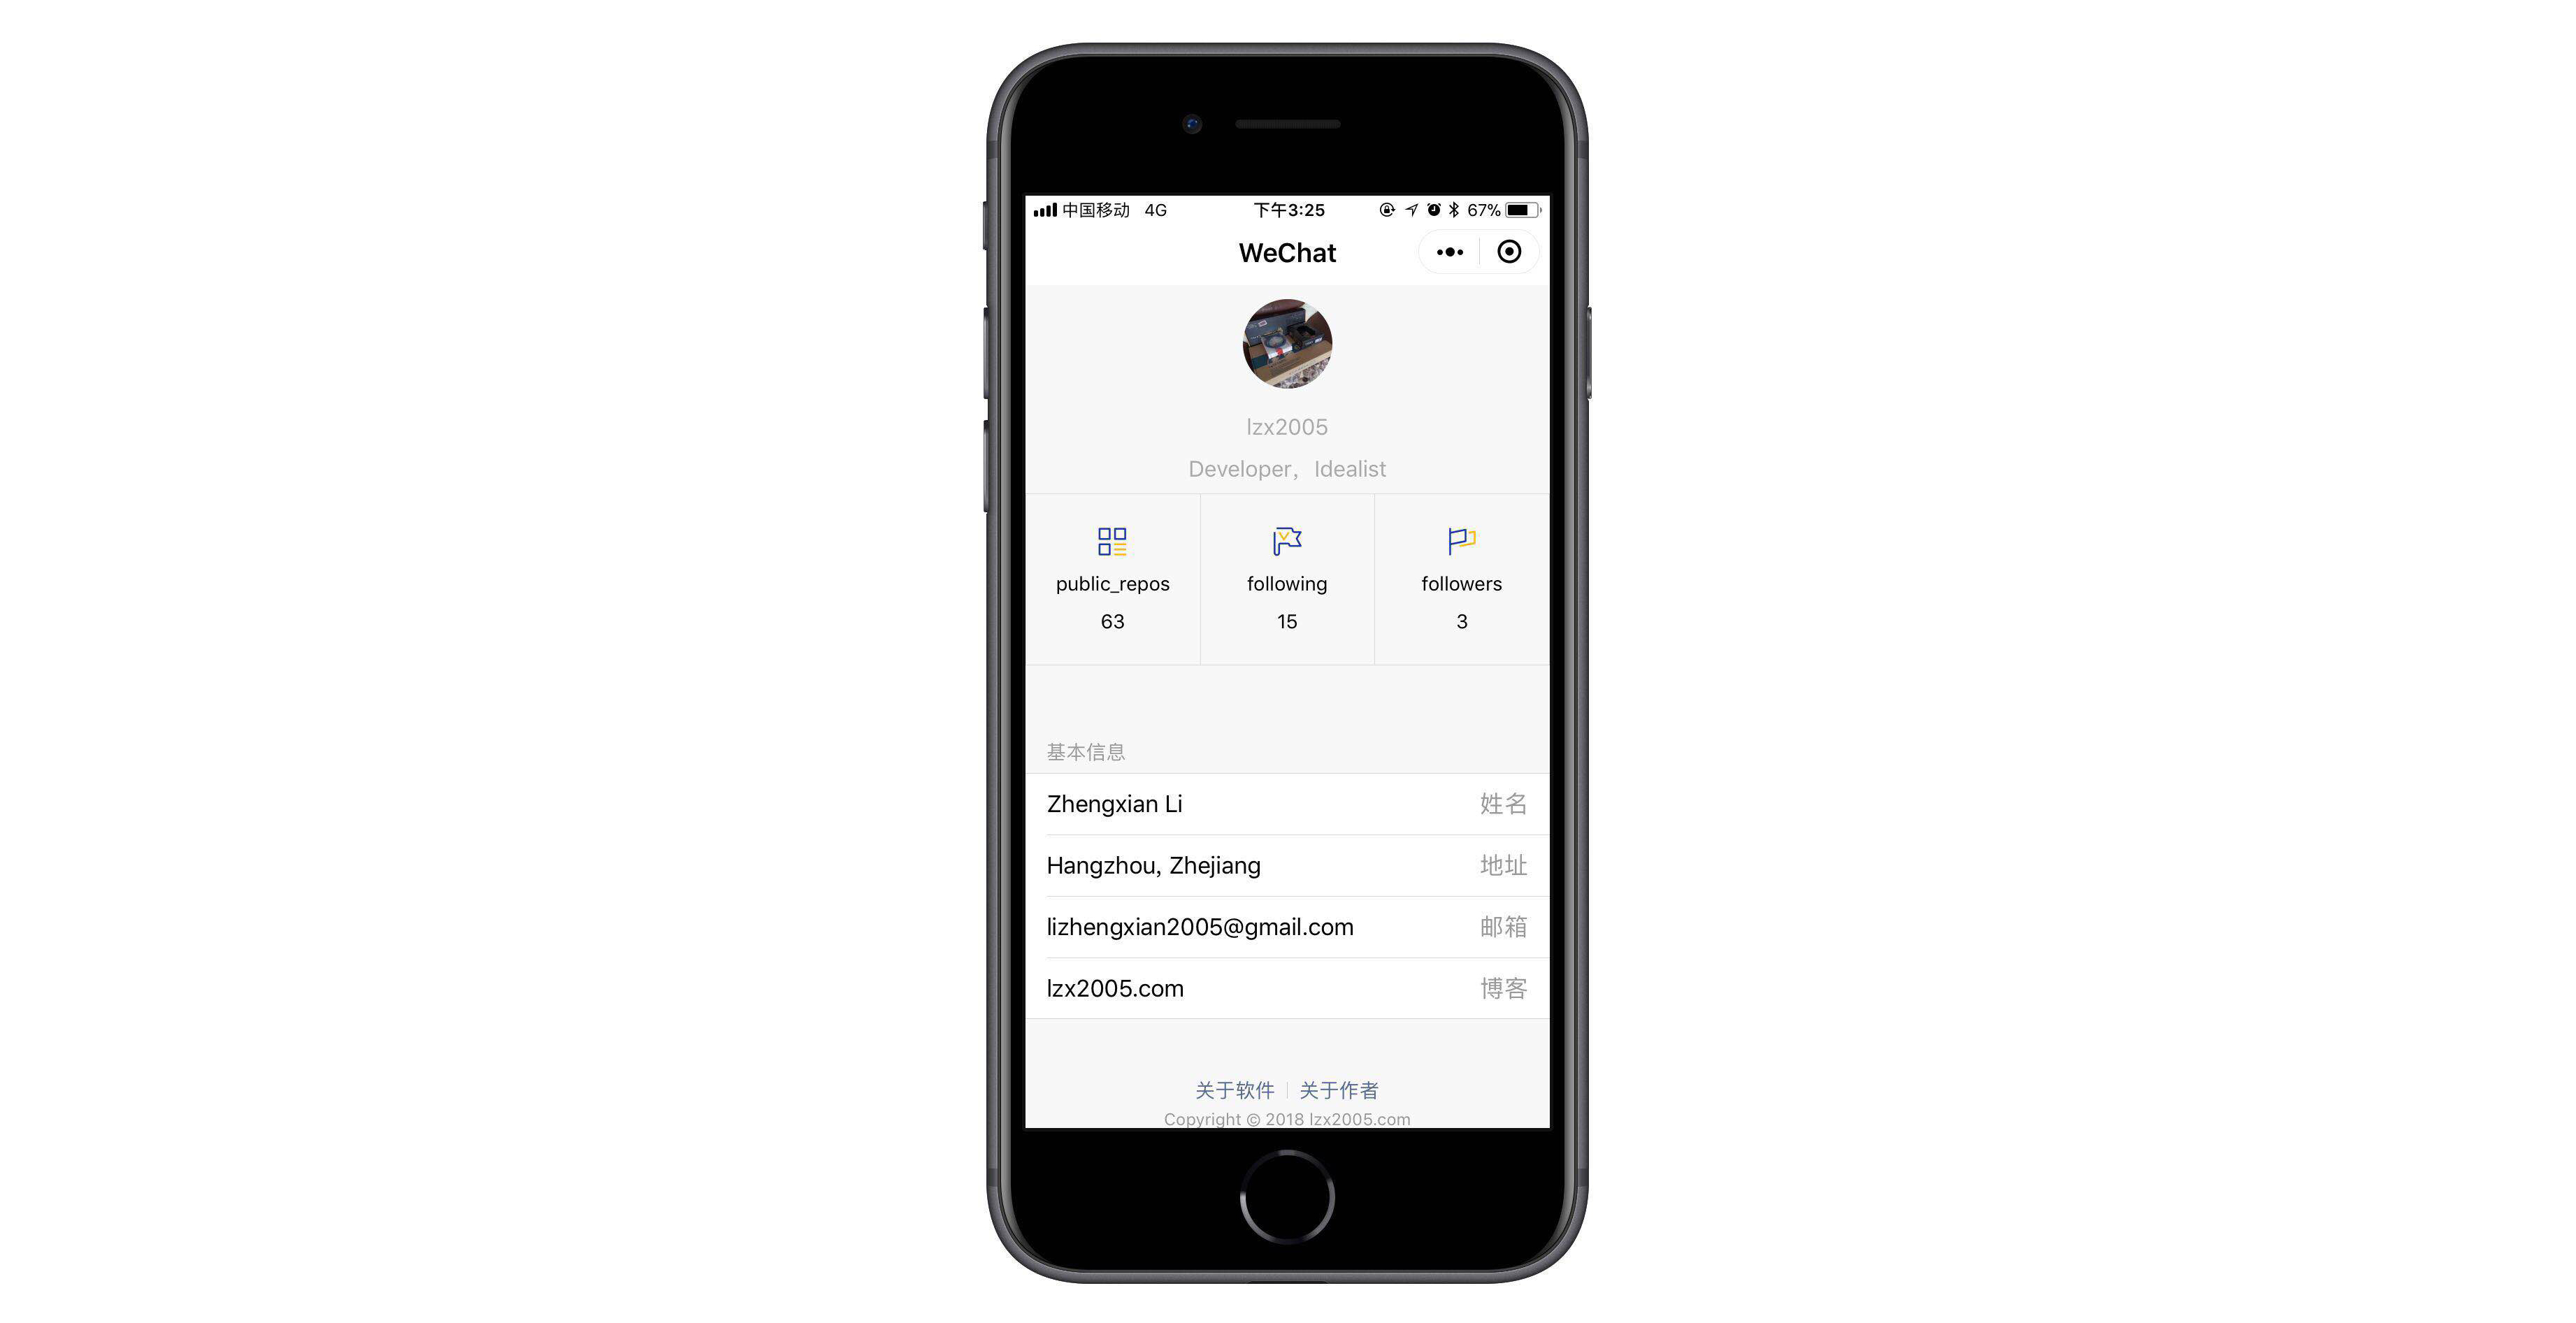 中国移动 4G 下午3:25 67%
WeChat
lzx2005
Developer，Idealist
public_repos following followers
63 15 3
基本信息
Zhengxian Li 姓名
Hangzhou, Zhejiang 地址
lizhengxian2005@gmail.com 邮箱
lzx2005.com 博客
关于软件 关于作者
Copyright © 2018 lzx2005.com